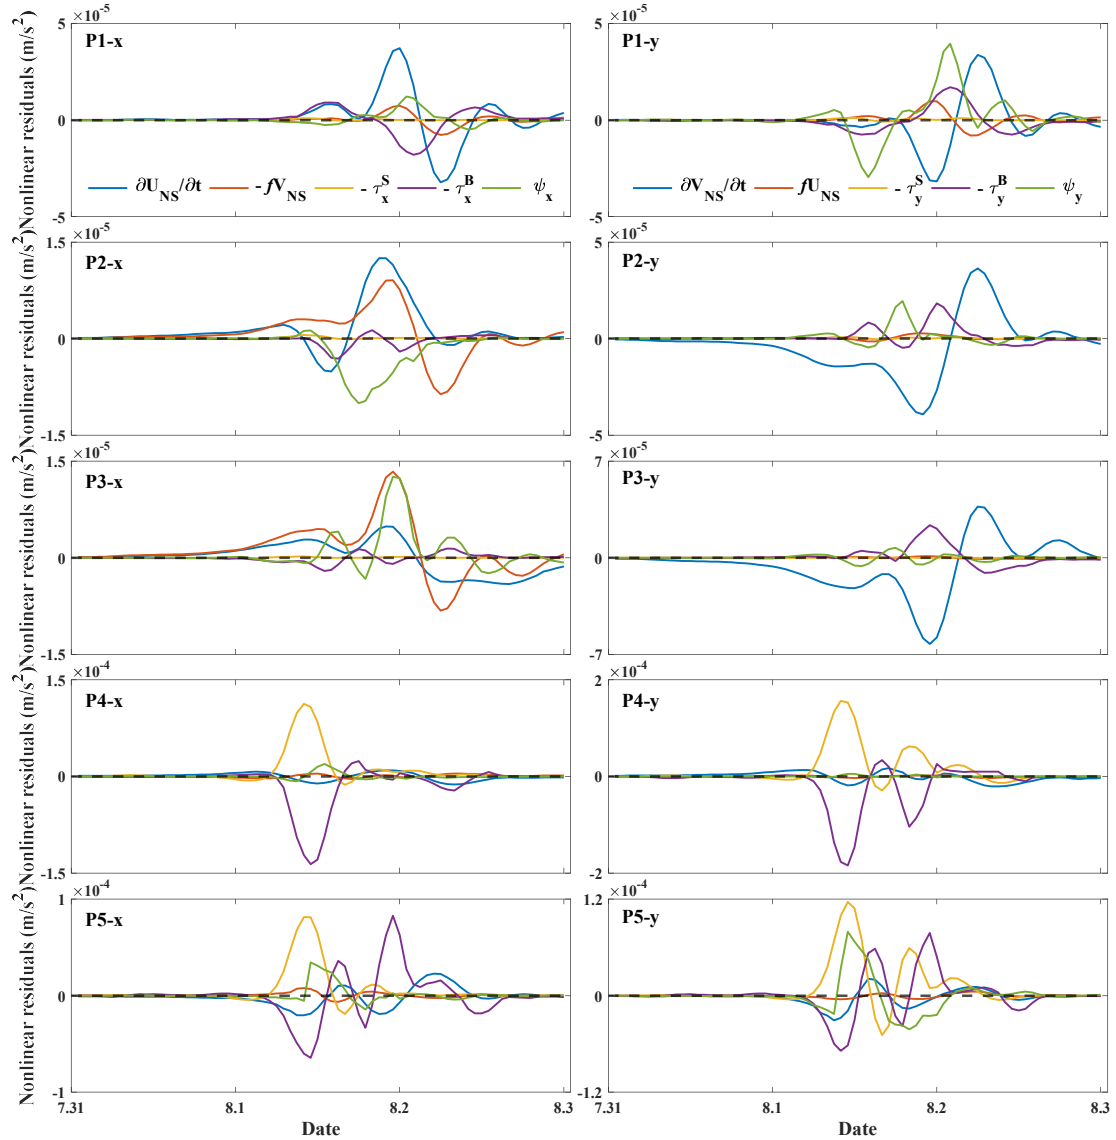 ×10^-5
5
P1-x
0
-5
∂U_NS/∂t
- fV_NS
- τ_x^S
- τ_x^B
ψ_x
Nonlinear residuals (m/s²)
×10^-5
5
P1-y
0
-5
∂V_NS/∂t
fU_NS
- τ_y^S
- τ_y^B
ψ_y
×10^-5
1.5
P2-x
0
-1.5
Nonlinear residuals (m/s²)
×10^-5
5
P2-y
0
-5
×10^-5
1.5
P3-x
0
-1.5
Nonlinear residuals (m/s²)
×10^-5
7
P3-y
0
-7
×10^-4
1.5
P4-x
0
-1.5
Nonlinear residuals (m/s²)
×10^-4
2
P4-y
0
-2
×10^-4
1
P5-x
0
-1
Nonlinear residuals (m/s²)
7.31 8.1 8.2 8.3
Date
×10^-4
1.2
P5-y
0
-1.2
7.31 8.1 8.2 8.3
Date